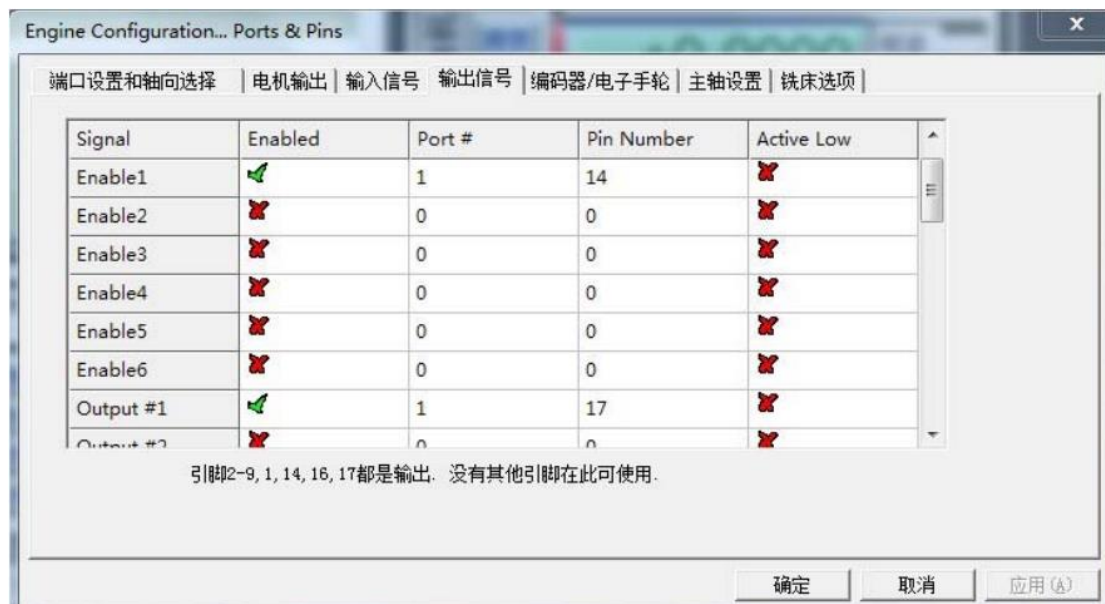 Engine Configuration... Ports & Pins
端口设置和轴向选择 电机输出 输入信号 输出信号 编码器/电子手轮 主轴设置 铣床选项
Signal Enabled Port # Pin Number Active Low
Enable1 1 14
Enable2 0 0
Enable3 0 0
Enable4 0 0
Enable5 0 0
Enable6 0 0
Output #1 1 17
Output #2 0 0
引脚2-9,1,14,16,17都是输出. 没有其他引脚在此可使用.
确定 取消 应用(A)